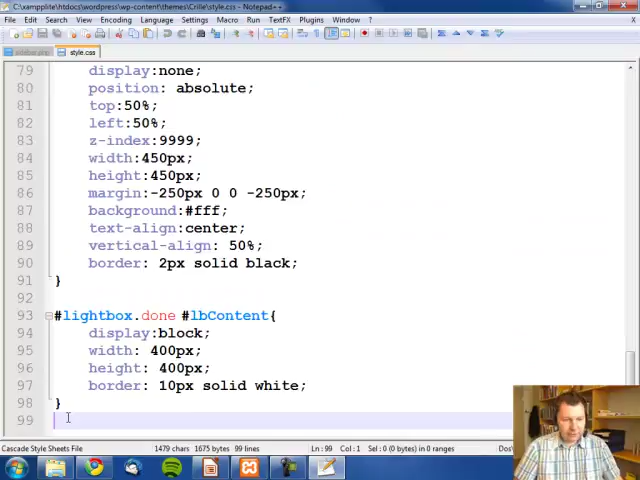 C:\xampplite\htdocs\wordpress\wp-content\themes\Crille\style.css - Notepad++
File Edit Search View Encoding Language Settings Macro Run TextFX Plugins Window ?
sidebar.php style.css
79 display:none;
80 position: absolute;
81 top:50%;
82 left:50%;
83 z-index:9999;
84 width:450px;
85 height:450px;
86 margin:-250px 0 0 -250px;
87 background:#fff;
88 text-align:center;
89 vertical-align: 50%;
90 border: 2px solid black;
91 }
92
93 #lightbox.done #lbContent{
94 display:block;
95 width: 400px;
96 height: 400px;
97 border: 10px solid white;
98 }
99
Cascade Style Sheets File 1479 chars 1675 bytes 99 lines Ln : 99 Col : 1 Sel : 0 (0 bytes) in 0 ranges